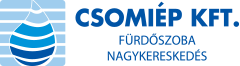 CSOMIÉP KFT.
FÜRDŐSZOBA
NAGYKERESKEDÉS